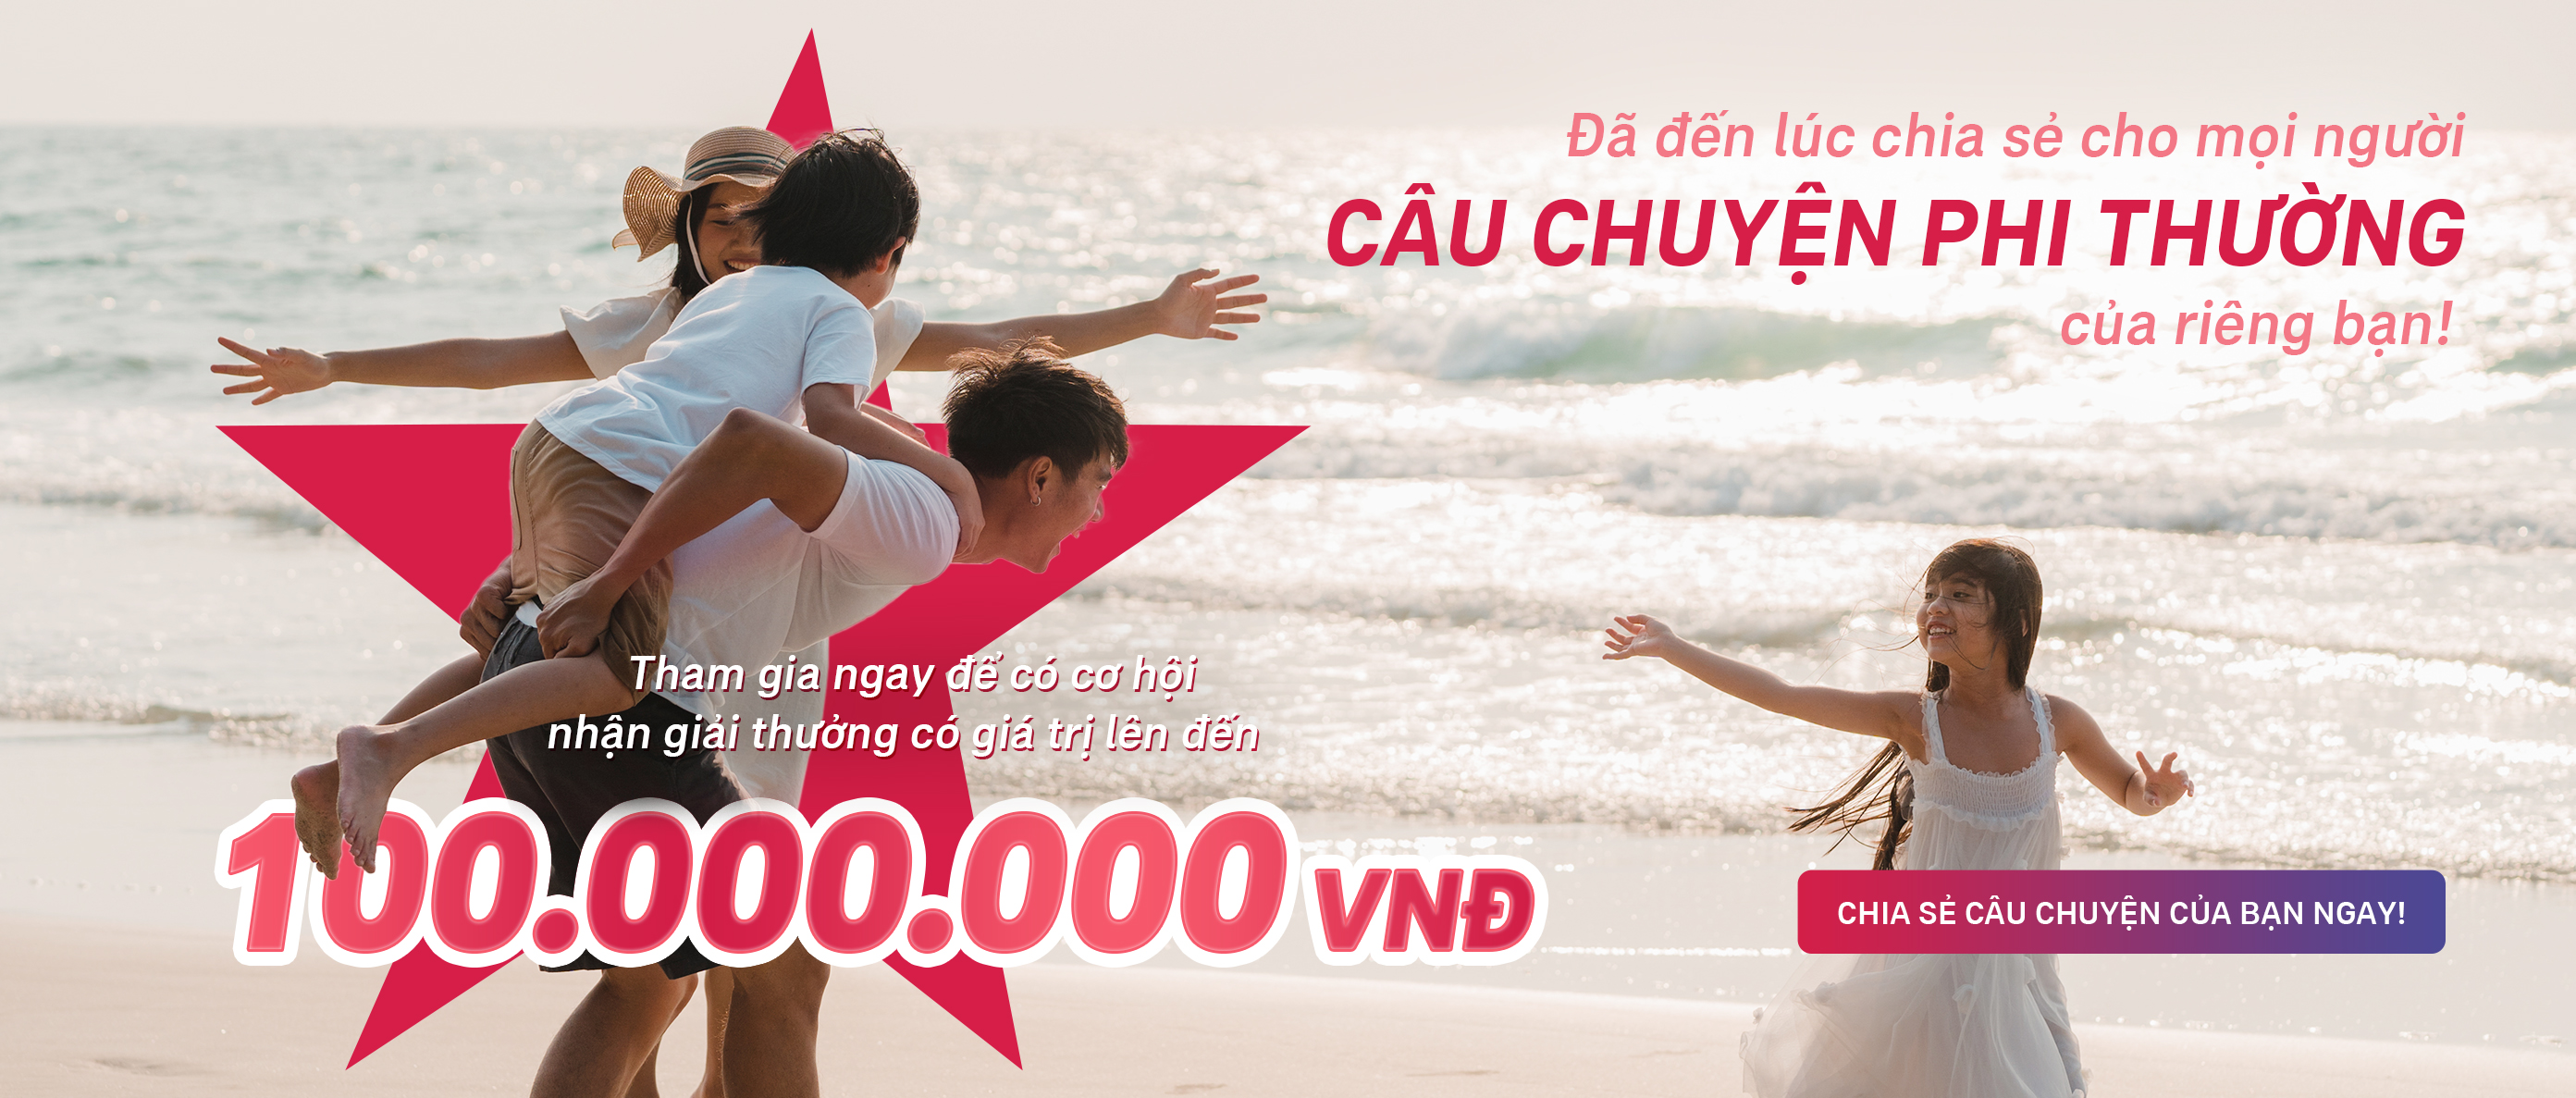 Đã đến lúc chia sẻ cho mọi người
CÂU CHUYỆN PHI THƯỜNG
của riêng bạn!
Tham gia ngay để có cơ hội
nhận giải thưởng có giá trị lên đến
100.000.000 VNĐ
CHIA SẺ CÂU CHUYỆN CỦA BẠN NGAY!